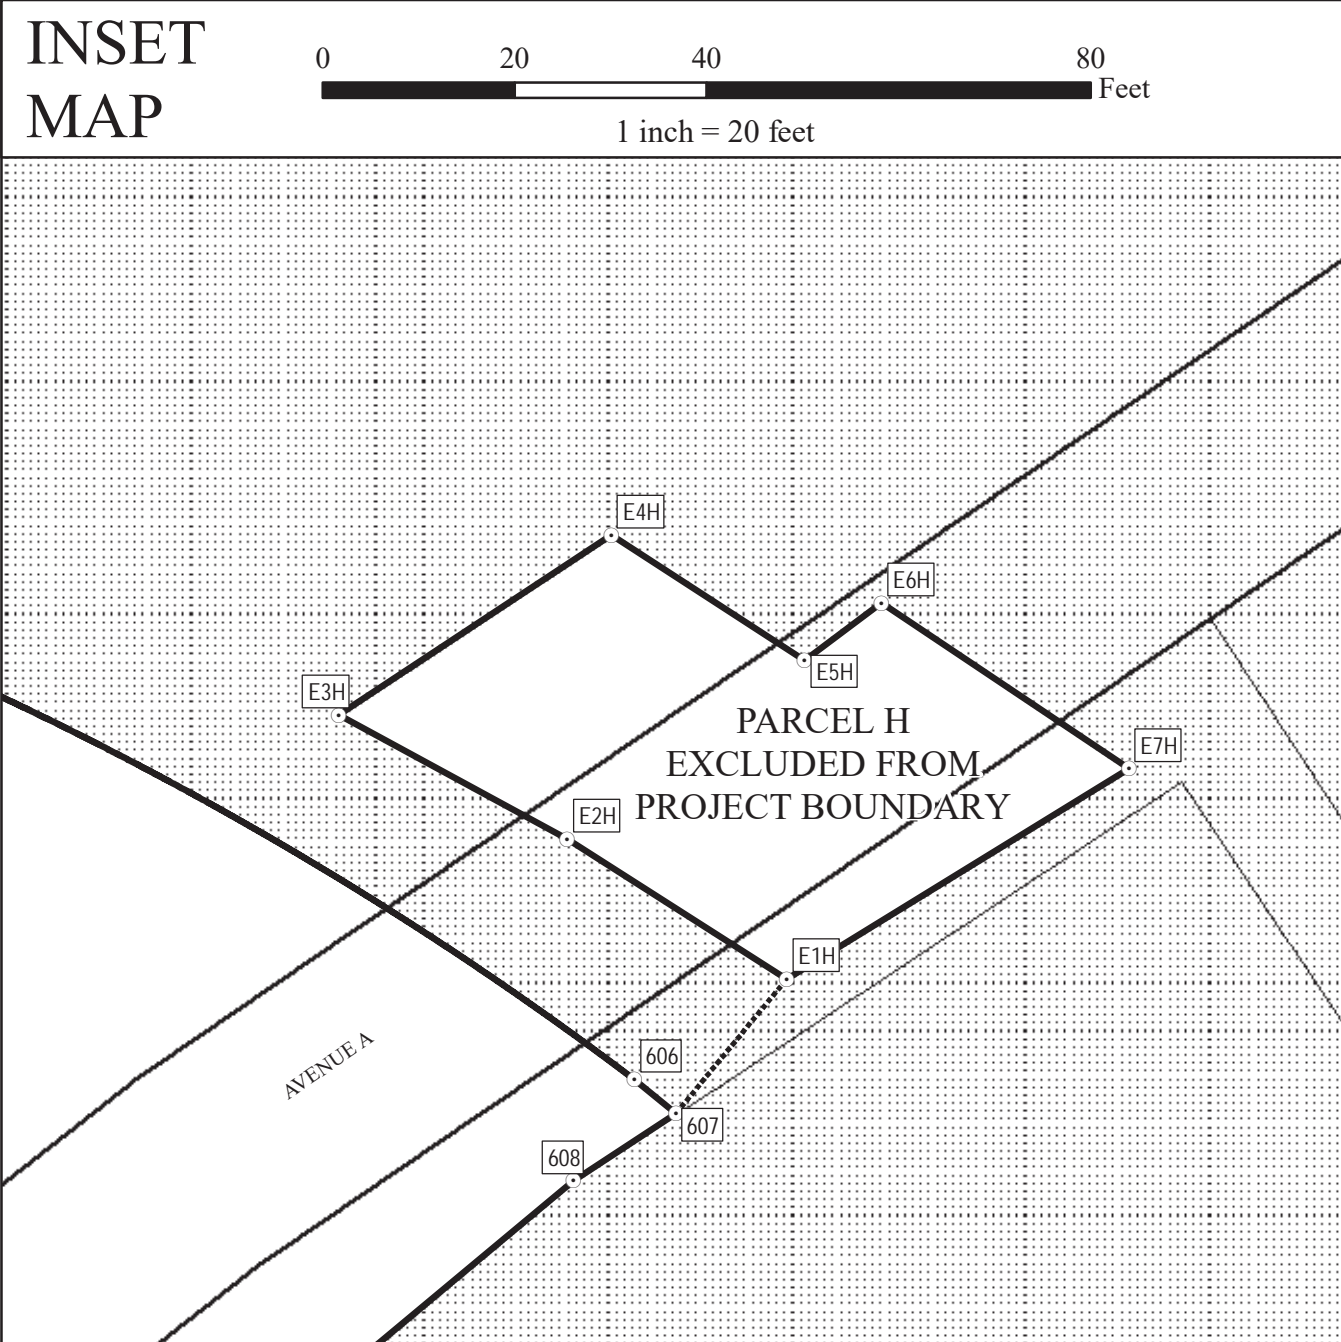 INSET
MAP
0 20 40 80
Feet
1 inch = 20 feet
E4H
E6H
E5H
E3H
PARCEL H
EXCLUDED FROM
PROJECT BOUNDARY
E7H
E2H
E1H
AVENUE A
606
607
608